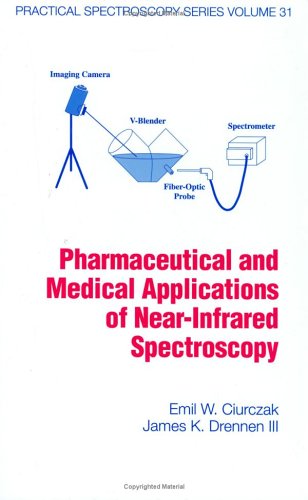 PRACTICAL SPECTROSCOPY SERIES VOLUME 31
Imaging Camera
V-Blender
Spectrometer
Fiber-Optic
Probe
Pharmaceutical and
Medical Applications
of Near-Infrared
Spectroscopy
Emil W. Ciurczak
James K. Drennen III
Copyrighted Material